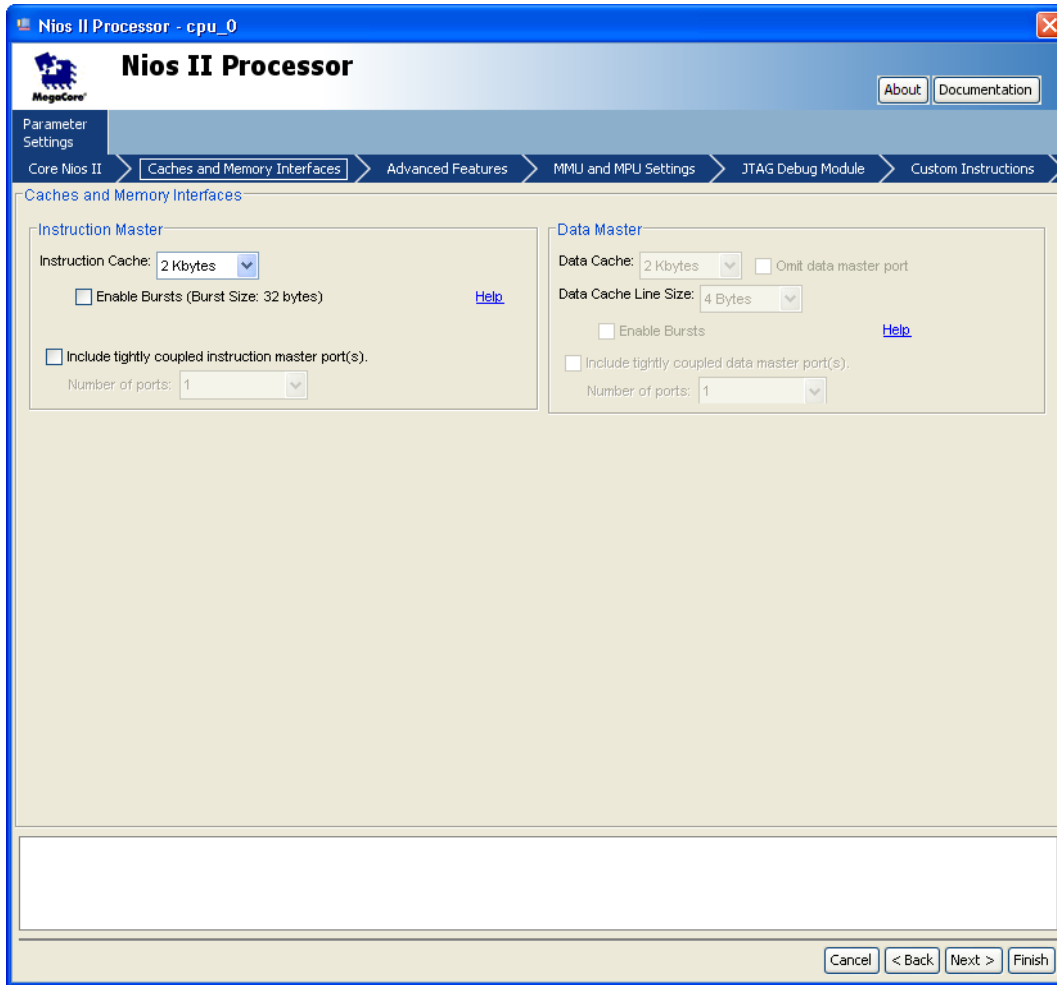 Nios II Processor - cpu_0
MegaCore®
Nios II Processor
About Documentation
Parameter
Settings
Core Nios II Caches and Memory Interfaces Advanced Features MMU and MPU Settings JTAG Debug Module Custom Instructions
Caches and Memory Interfaces
Instruction Master
Instruction Cache: 2 Kbytes
Enable Bursts (Burst Size: 32 bytes) Help
Include tightly coupled instruction master port(s).
Number of ports: 1
Data Master
Data Cache: 2 Kbytes Omit data master port
Data Cache Line Size: 4 Bytes
Enable Bursts Help
Include tightly coupled data master port(s).
Number of ports: 1
Cancel < Back Next > Finish